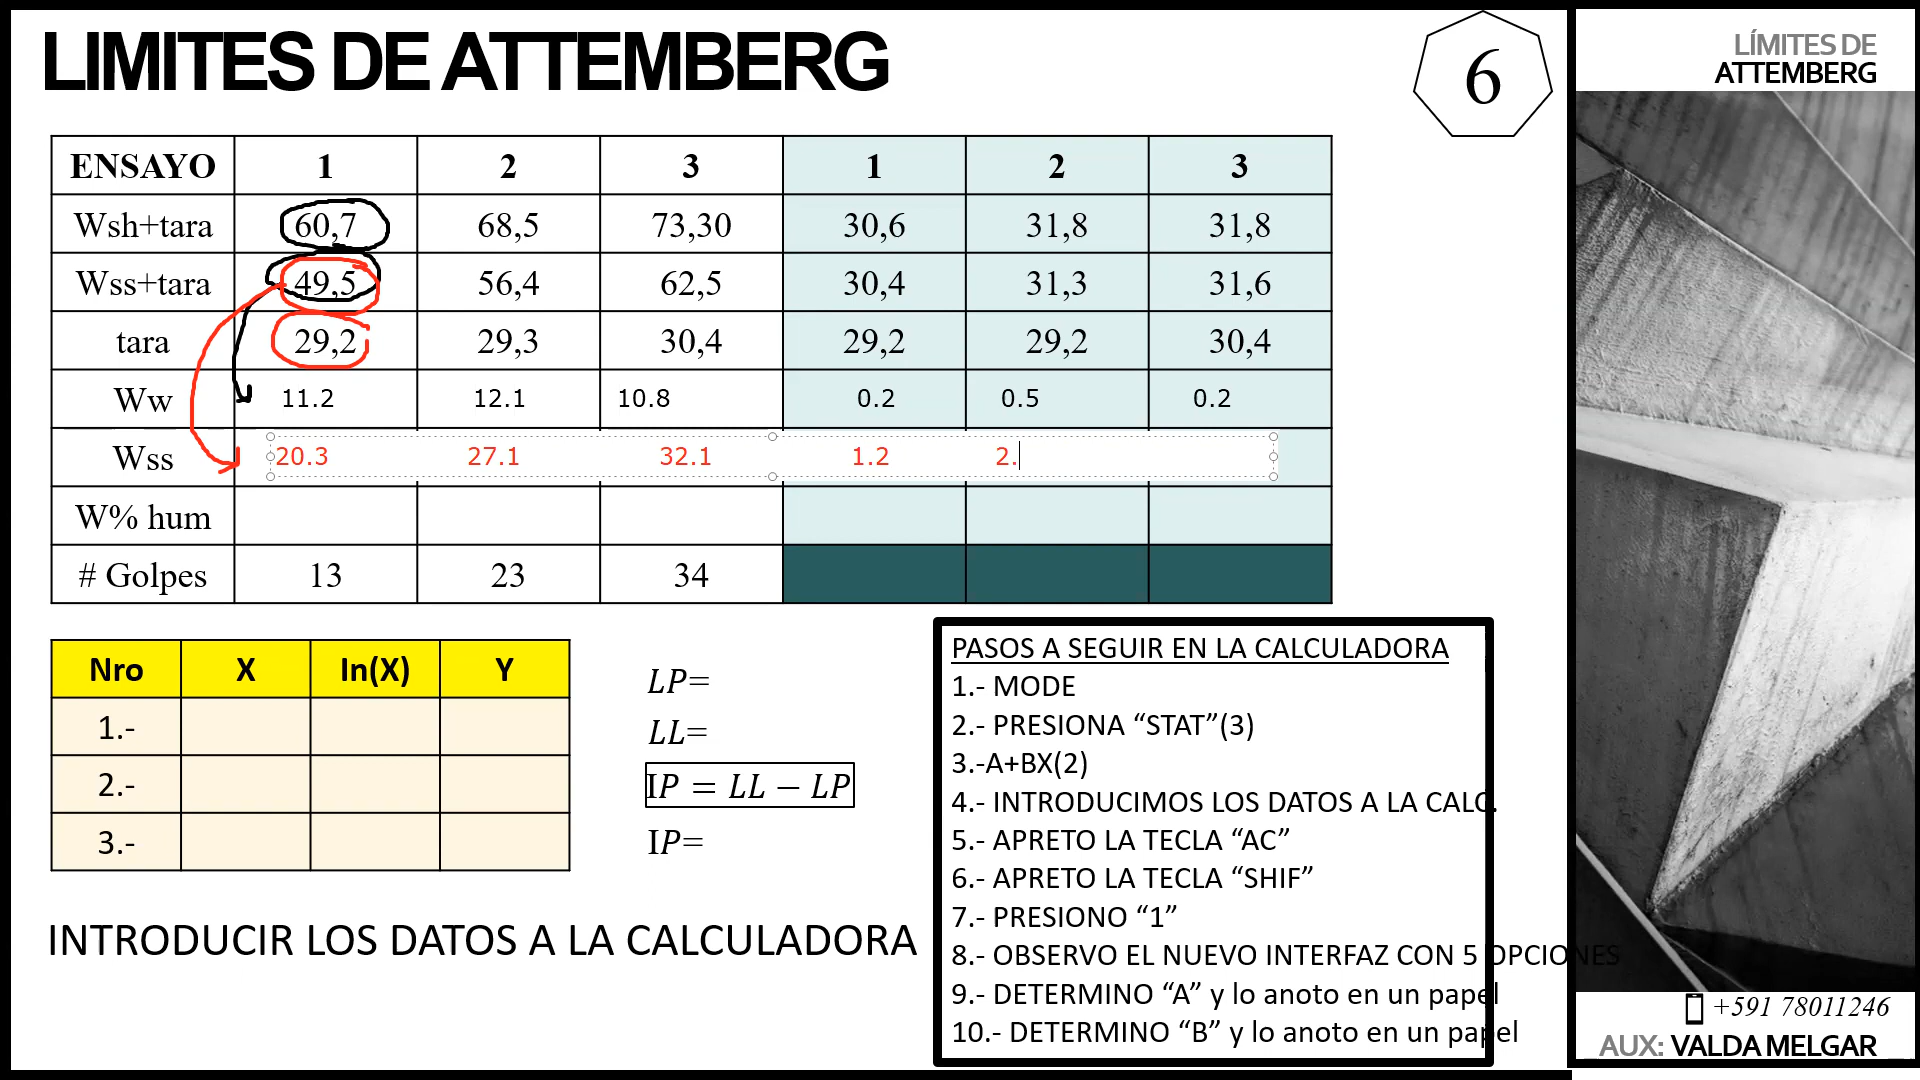 LIMITES DE ATTEMBERG
6
LÍMITES DE
ATTEMBERG
ENSAYO 1 2 3 1 2 3
Wsh+tara 60,7 68,5 73,30 30,6 31,8 31,8
Wss+tara 49,5 56,4 62,5 30,4 31,3 31,6
tara 29,2 29,3 30,4 29,2 29,2 30,4
Ww 11.2 12.1 10.8 0.2 0.5 0.2
Wss 20.3 27.1 32.1 1.2 2.
W% hum
# Golpes 13 23 34
Nro X In(X) Y
1.-
2.-
3.-
LP=
LL=
IP = LL − LP
IP=
INTRODUCIR LOS DATOS A LA CALCULADORA
PASOS A SEGUIR EN LA CALCULADORA
1.- MODE
2.- PRESIONA “STAT”(3)
3.-A+BX(2)
4.- INTRODUCIMOS LOS DATOS A LA CALC.
5.- APRETO LA TECLA “AC”
6.- APRETO LA TECLA “SHIF”
7.- PRESIONO “1”
8.- OBSERVO EL NUEVO INTERFAZ CON 5 OPCIONES
9.- DETERMINO “A” y lo anoto en un papel
10.- DETERMINO “B” y lo anoto en un papel
+591 78011246
AUX: VALDA MELGAR